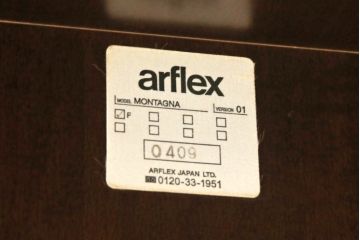 arflex
MODEL MONTAGNA VERSION 01
F
0409
ARFLEX JAPAN LTD.
0120-33-1951